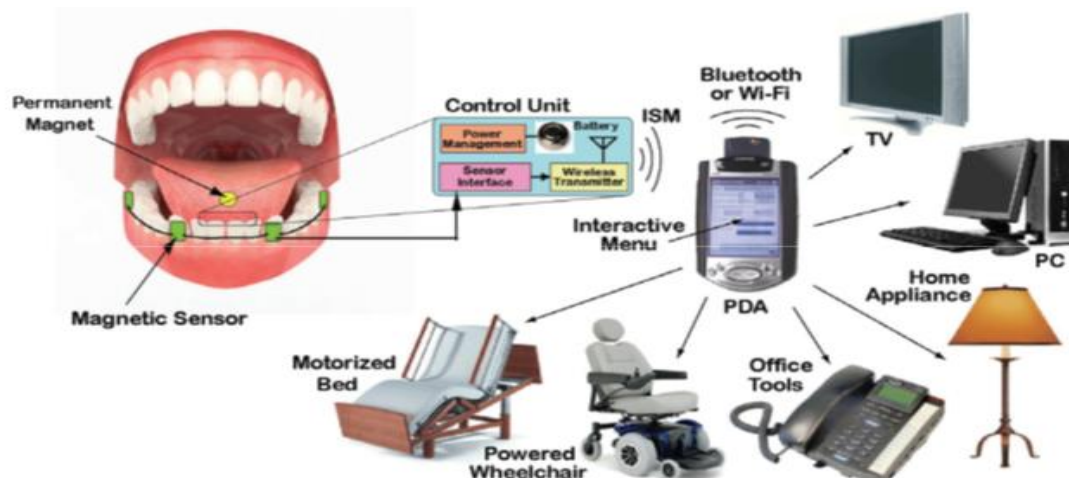 Permanent
Magnet
Magnetic Sensor
Control Unit
Power
Management
Battery
Sensor
Interface
Wireless
Transmitter
ISM
Bluetooth
or Wi-Fi
Interactive
Menu
PDA
TV
PC
Home
Appliance
Office
Tools
Powered
Wheelchair
Motorized
Bed